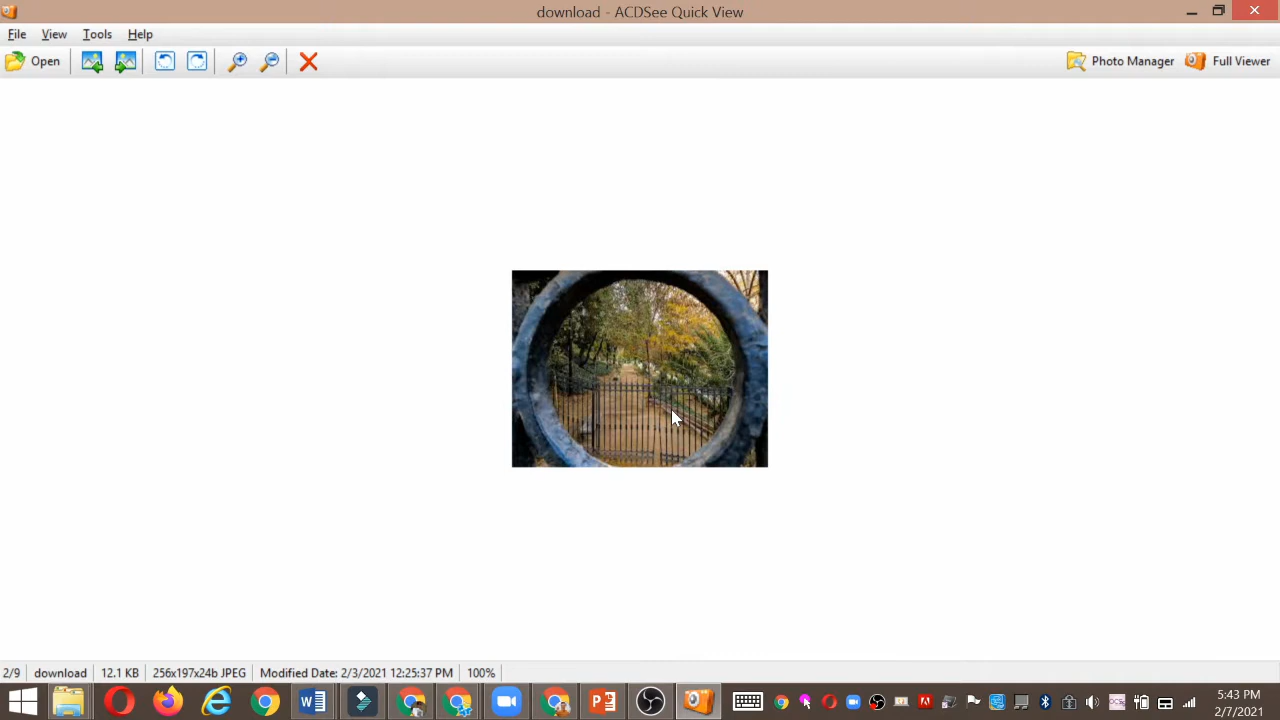 download - ACDSee Quick View
File View Tools Help
Open Photo Manager Full Viewer
2/9 download 12.1 KB 256x197x24b JPEG Modified Date: 2/3/2021 12:25:37 PM 100%
5:43 PM
2/7/2021